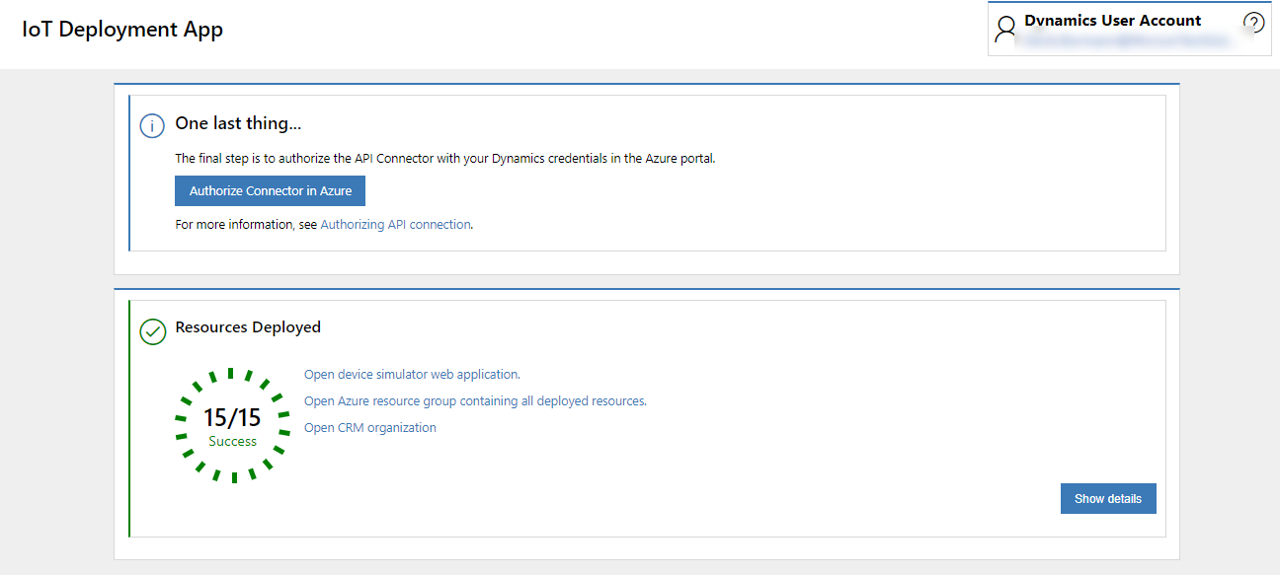 IoT Deployment App
Dynamics User Account
One last thing...
The final step is to authorize the API Connector with your Dynamics credentials in the Azure portal.
Authorize Connector in Azure
For more information, see Authorizing API connection.
Resources Deployed
15/15
Success
Open device simulator web application.
Open Azure resource group containing all deployed resources.
Open CRM organization
Show details